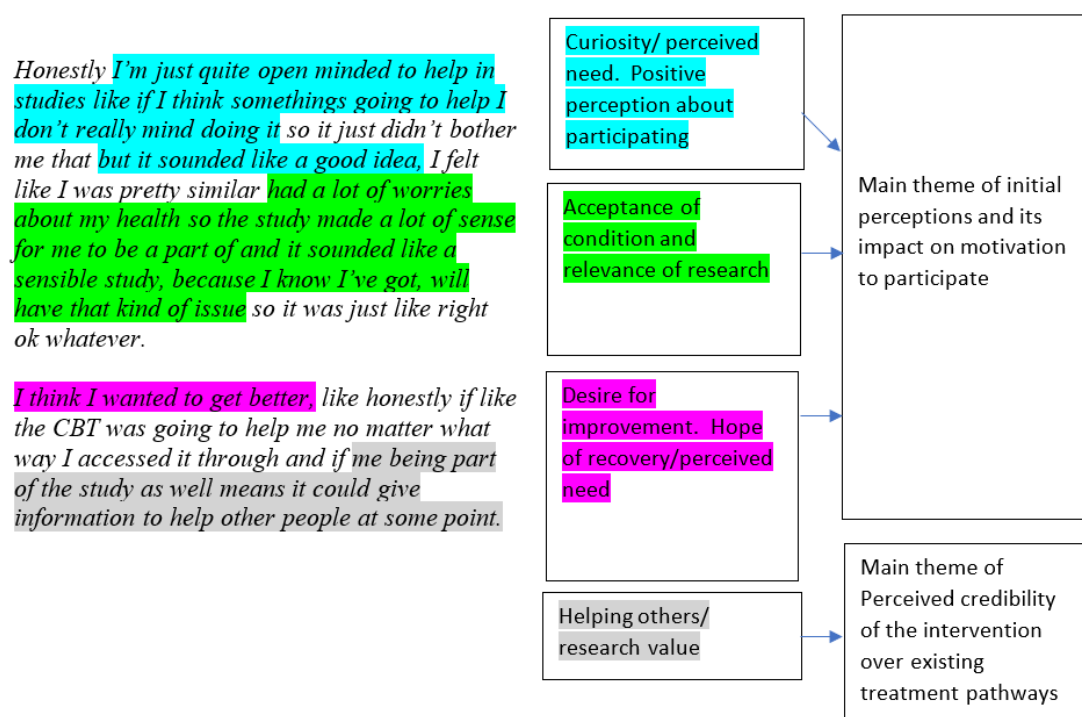 Honestly I'm just quite open minded to help in
studies like if I think somethings going to help I
don't really mind doing it so it just didn't bother
me that but it sounded like a good idea, I felt
like I was pretty similar had a lot of worries
about my health so the study made a lot of sense
for me to be a part of and it sounded like a
sensible study, because I know I've got, will
have that kind of issue so it was just like right
ok whatever.
I think I wanted to get better, like honestly if like
the CBT was going to help me no matter what
way I accessed it through and if me being part
of the study as well means it could give
information to help other people at some point.
Curiosity/ perceived
need. Positive
perception about
participating
Acceptance of
condition and
relevance of research
Desire for
improvement. Hope
of recovery/perceived
need
Helping others/
research value
Main theme of initial
perceptions and its
impact on motivation
to participate
Main theme of
Perceived credibility
of the intervention
over existing
treatment pathways